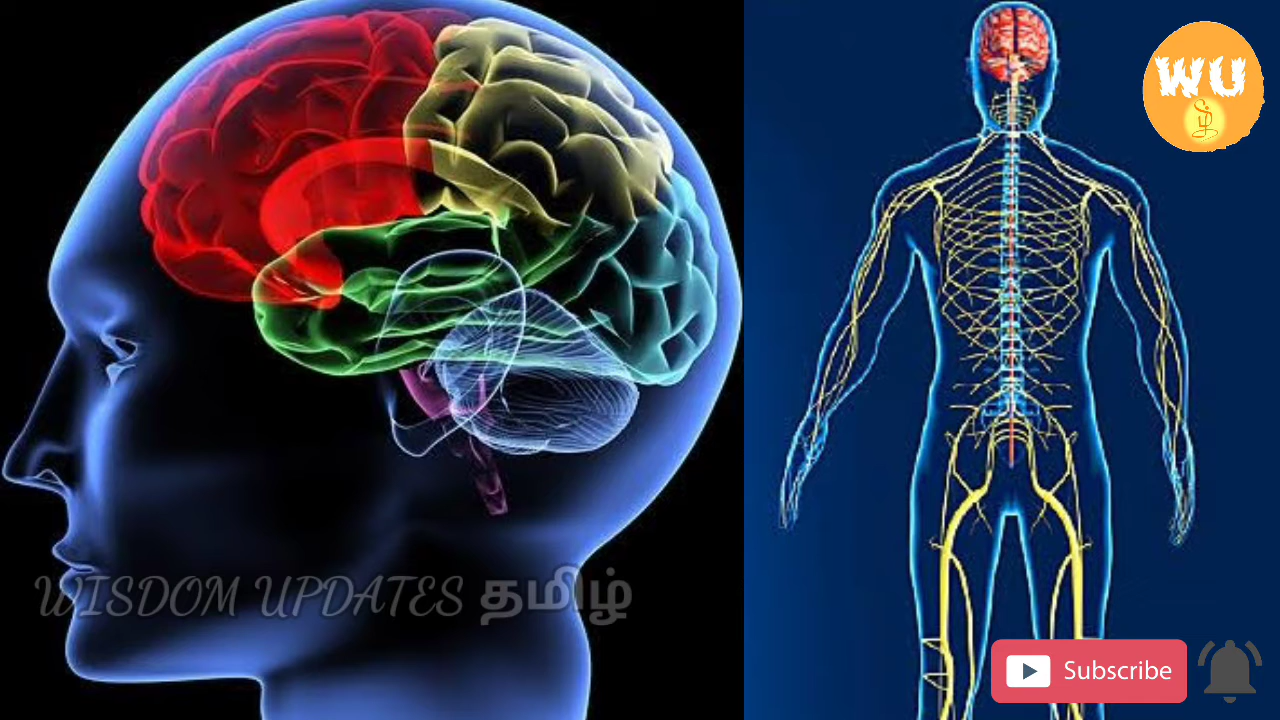 WU
WISDOM UPDATES தமிழ்
Subscribe